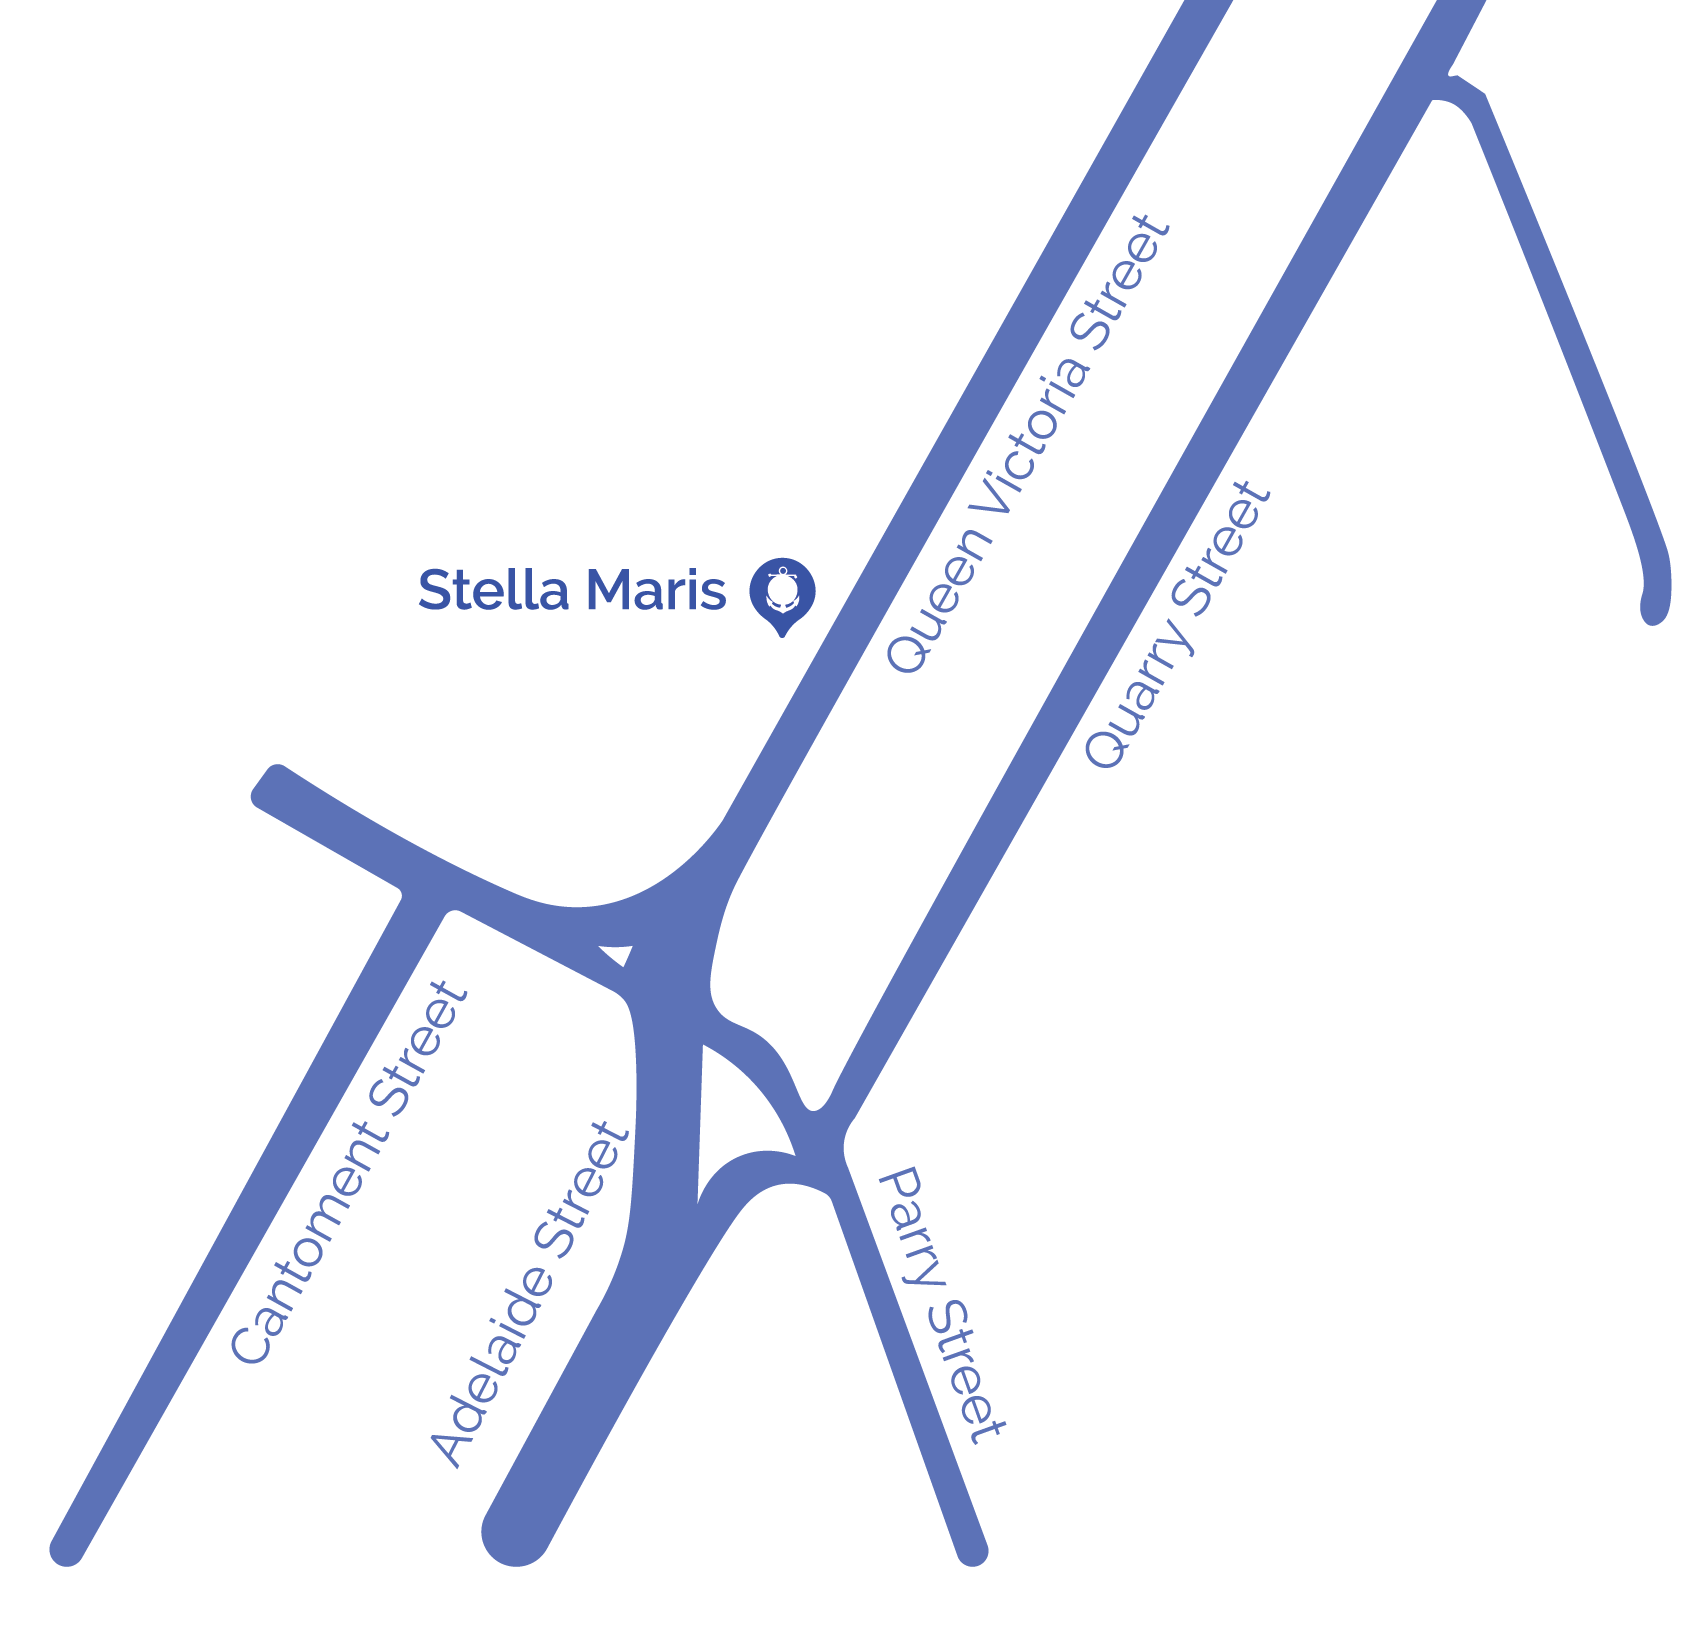 Queen Victoria Street
Quarry Street
Stella Maris
Cantoment Street
Adelaide Street
Parry Street